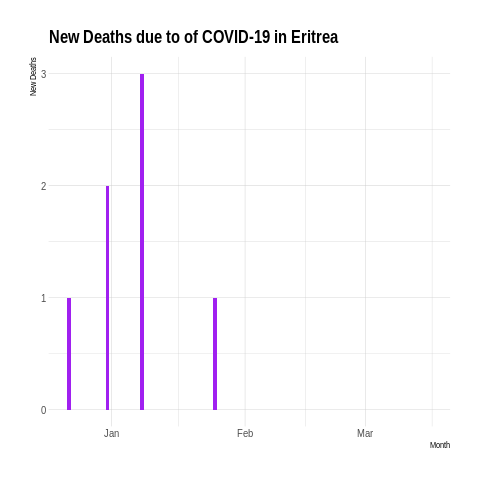 New Deaths due to of COVID-19 in Eritrea
New Deaths
3
2
1
0
Jan Feb Mar
Month